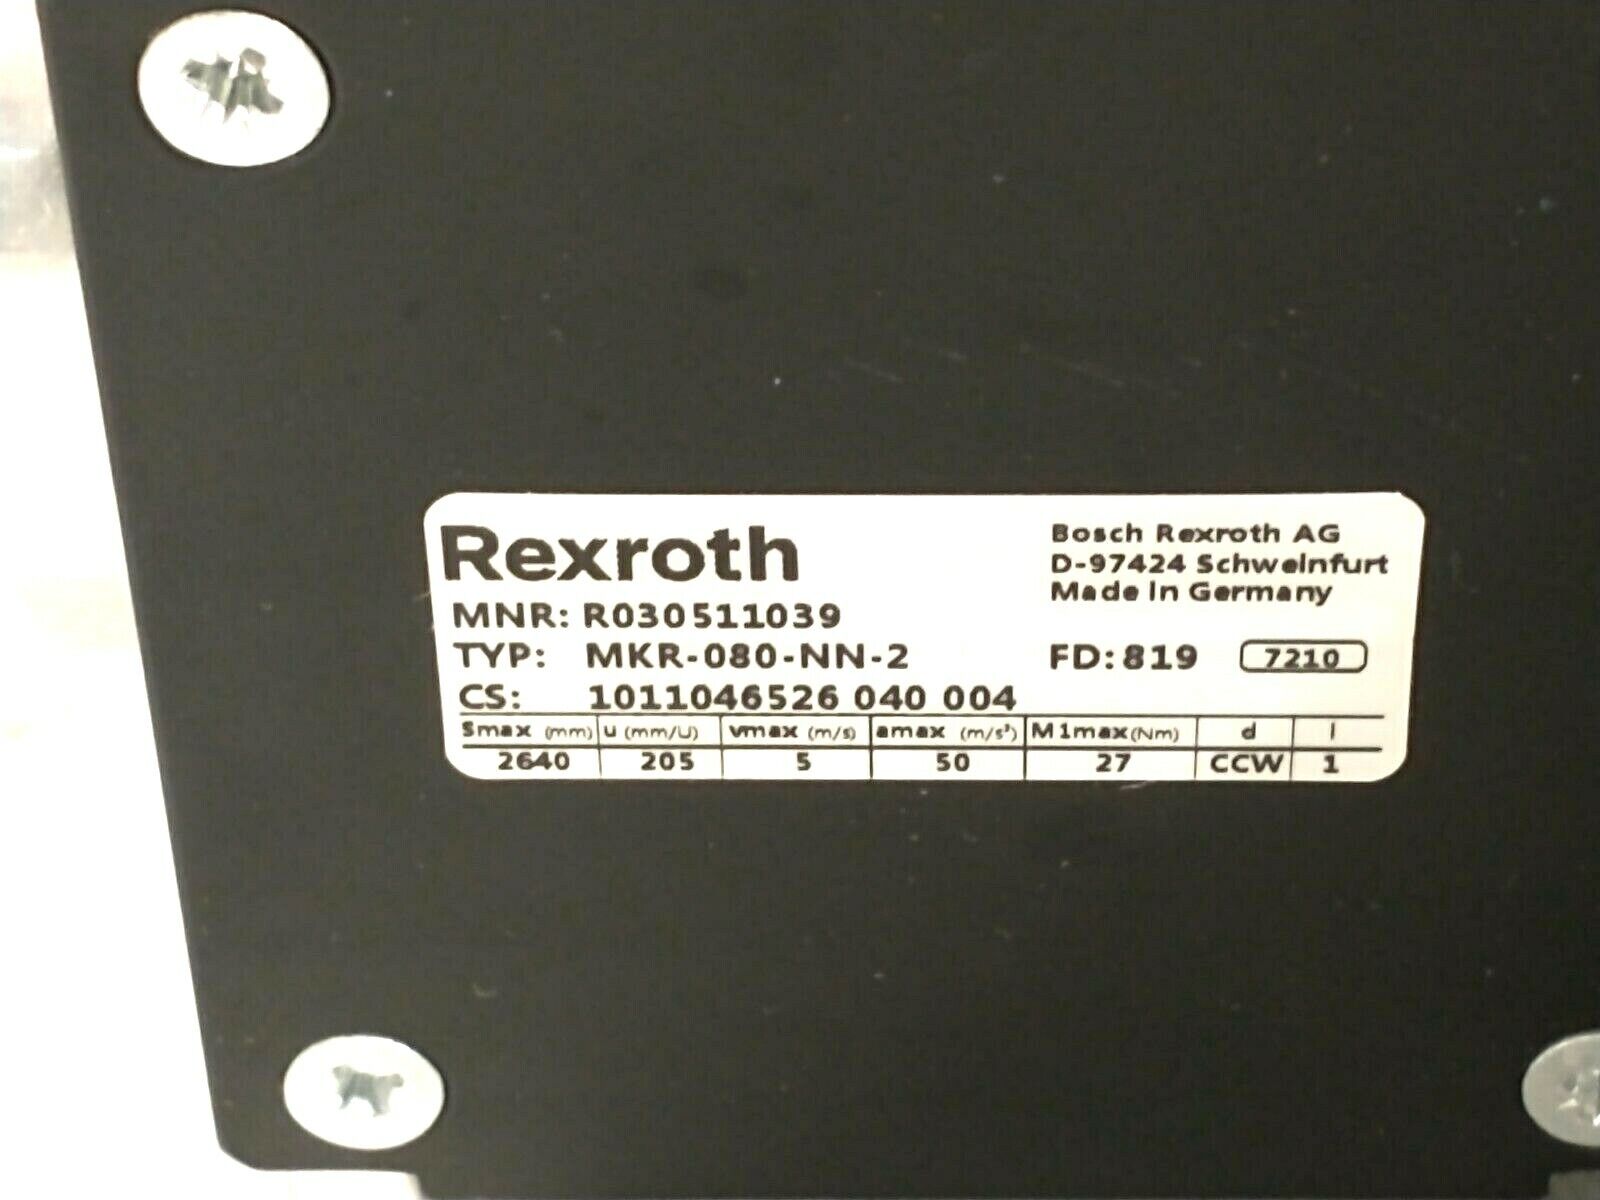 Rexroth
Bosch Rexroth AG
D-97424 Schweinfurt
Made in Germany
MNR: R030511039
TYP: MKR-080-NN-2 FD: 819 7210
CS: 1011046526 040 004
Smax (mm) u (mm/U) vmax (m/s) amax (m/s²) M1max(Nm) d i
2640 205 5 50 27 CCW 1